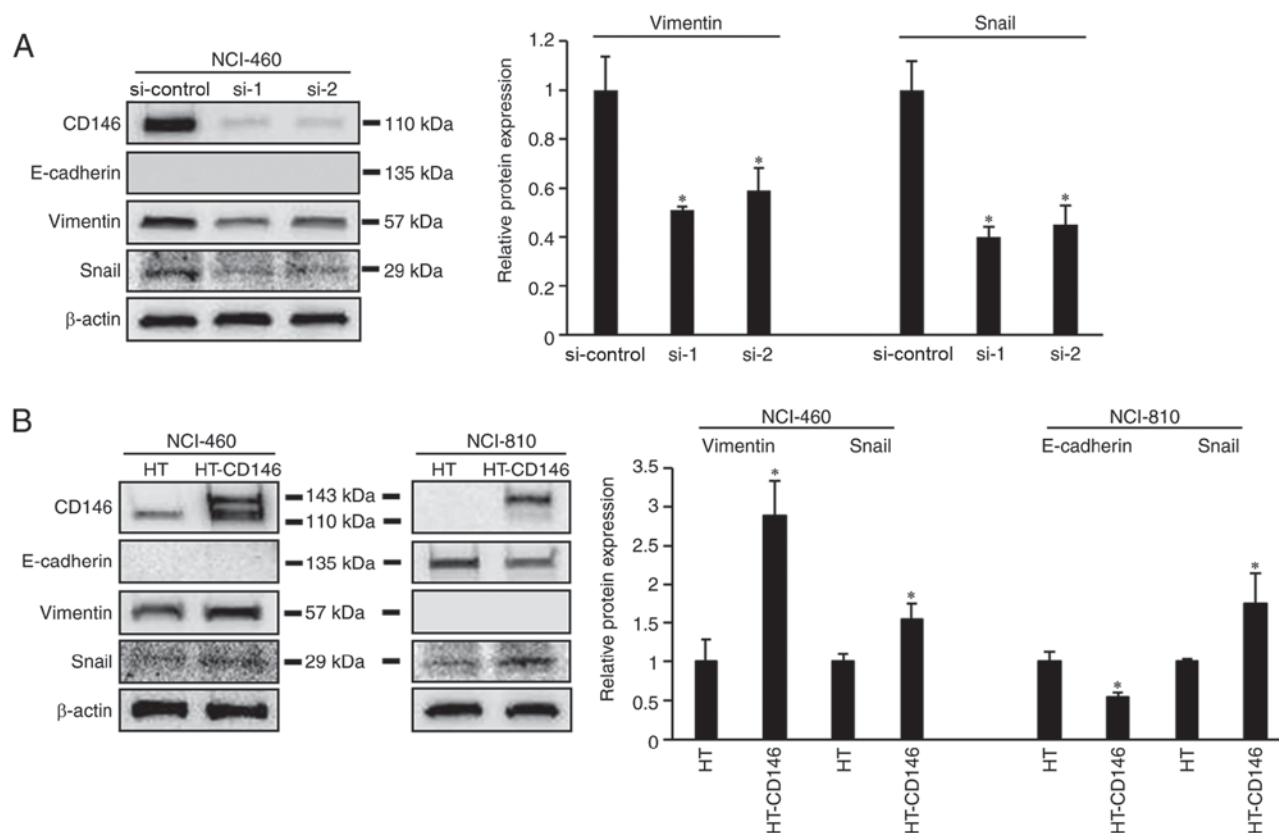 A
NCI-460
si-control si-1 si-2
CD146 110 kDa
E-cadherin 135 kDa
Vimentin 57 kDa
Snail 29 kDa
β-actin
Vimentin Snail
Relative protein expression
1.2
1
0.8
0.6
0.4
0.2
0
* * * *
si-control si-1 si-2 si-control si-1 si-2
B
NCI-460 NCI-810
HT HT-CD146 HT HT-CD146
CD146 143 kDa
110 kDa
E-cadherin 135 kDa
Vimentin 57 kDa
Snail 29 kDa
β-actin
NCI-460 NCI-810
Vimentin Snail E-cadherin Snail
Relative protein expression
3.5
3
2.5
2
1.5
1
0.5
0
* * * *
HT HT-CD146 HT HT-CD146 HT HT-CD146 HT HT-CD146